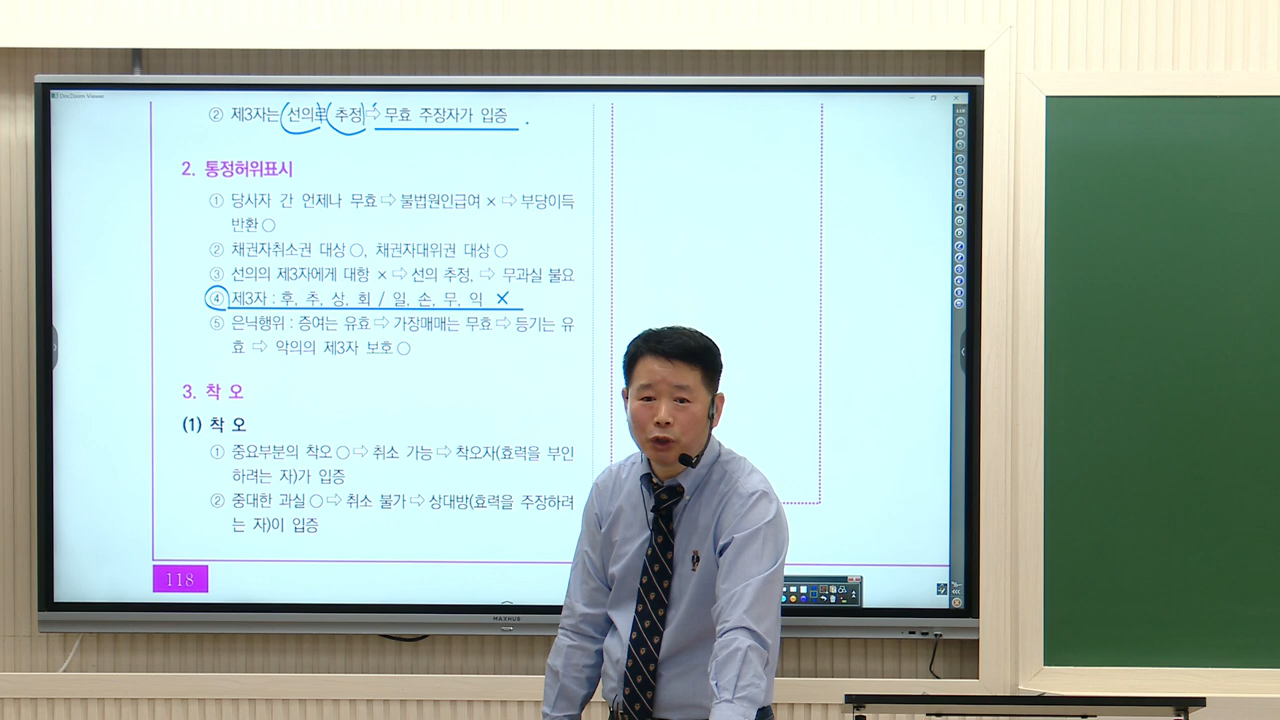 Doc'Zoom Viewer
② 제3자는 선의로 추정 ⇨ 무효 주장자가 입증
2. 통정허위표시
① 당사자 간 언제나 무효 ⇨ 불법원인급여 × ⇨ 부당이득
반환 ○
② 채권자취소권 대상 ○, 채권자대위권 대상 ○
③ 선의의 제3자에게 대항 × ⇨ 선의 추정, ⇨ 무과실 불요
④ 제3자 : 후, 추, 상, 회 / 일, 손, 무, 익 ×
⑤ 은닉행위 : 증여는 유효 ⇨ 가장매매는 무효 ⇨ 등기는 유
효 ⇨ 악의의 제3자 보호 ○
3. 착 오
(1) 착 오
① 중요부분의 착오 ○ ⇨ 취소 가능 ⇨ 착오자(효력을 부인
하려는 자)가 입증
② 중대한 과실 ○ ⇨ 취소 불가 ⇨ 상대방(효력을 주장하려
는 자)이 입증
118
MAXHUB